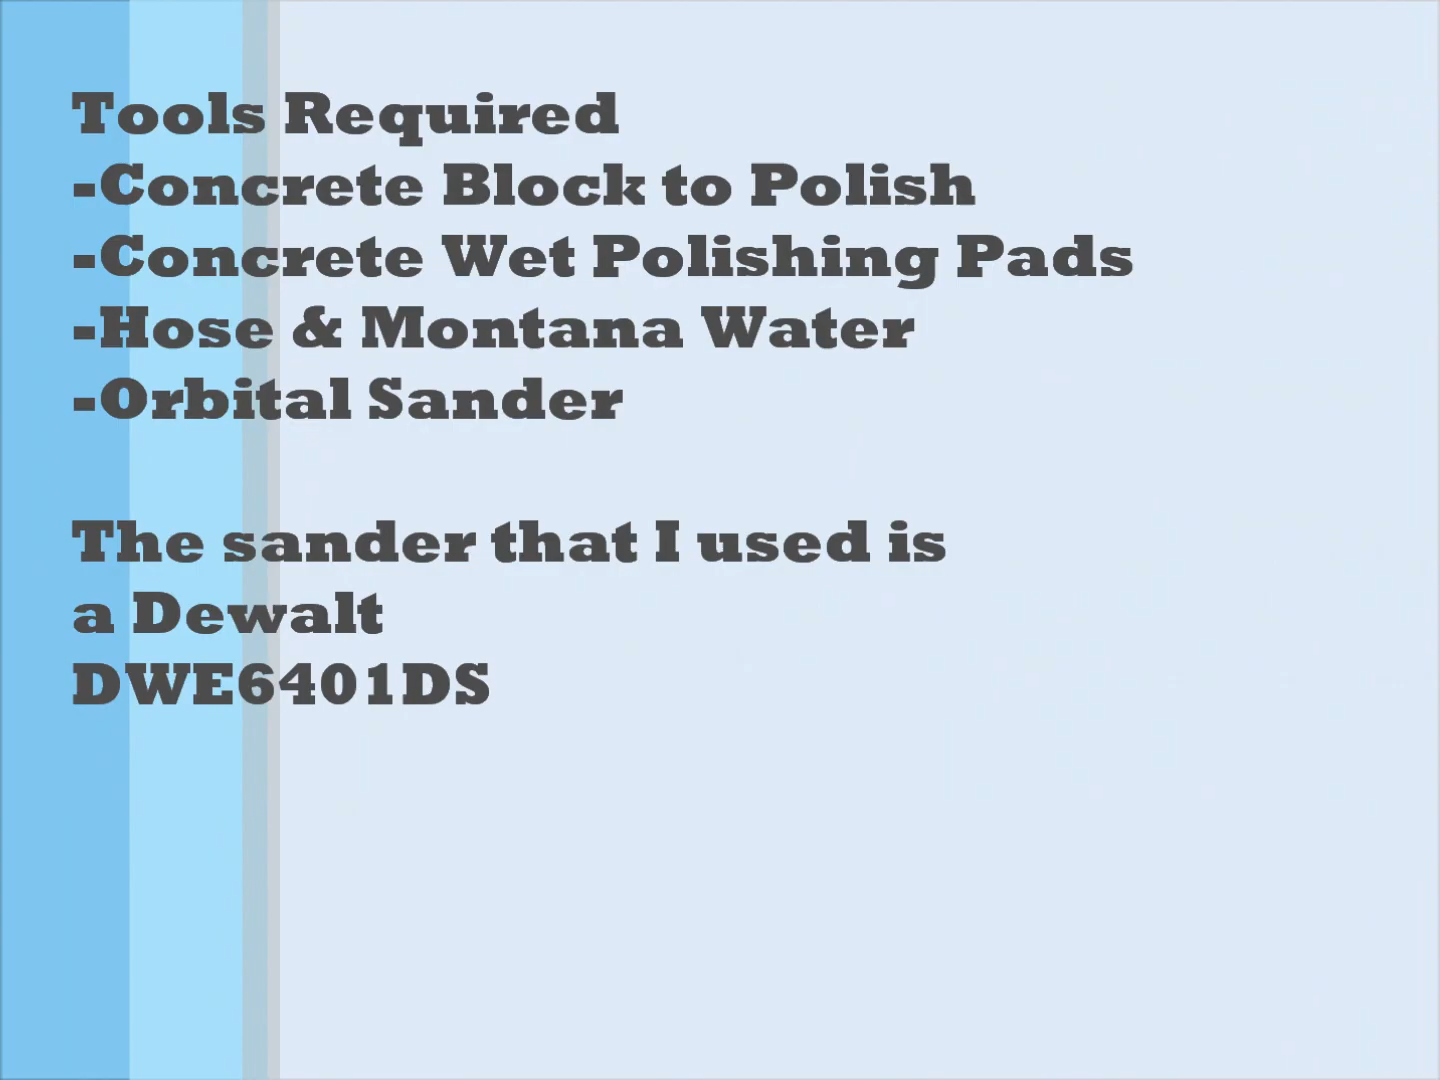 Tools Required
-Concrete Block to Polish
-Concrete Wet Polishing Pads
-Hose & Montana Water
-Orbital Sander
The sander that I used is
a Dewalt
DWE6401DS